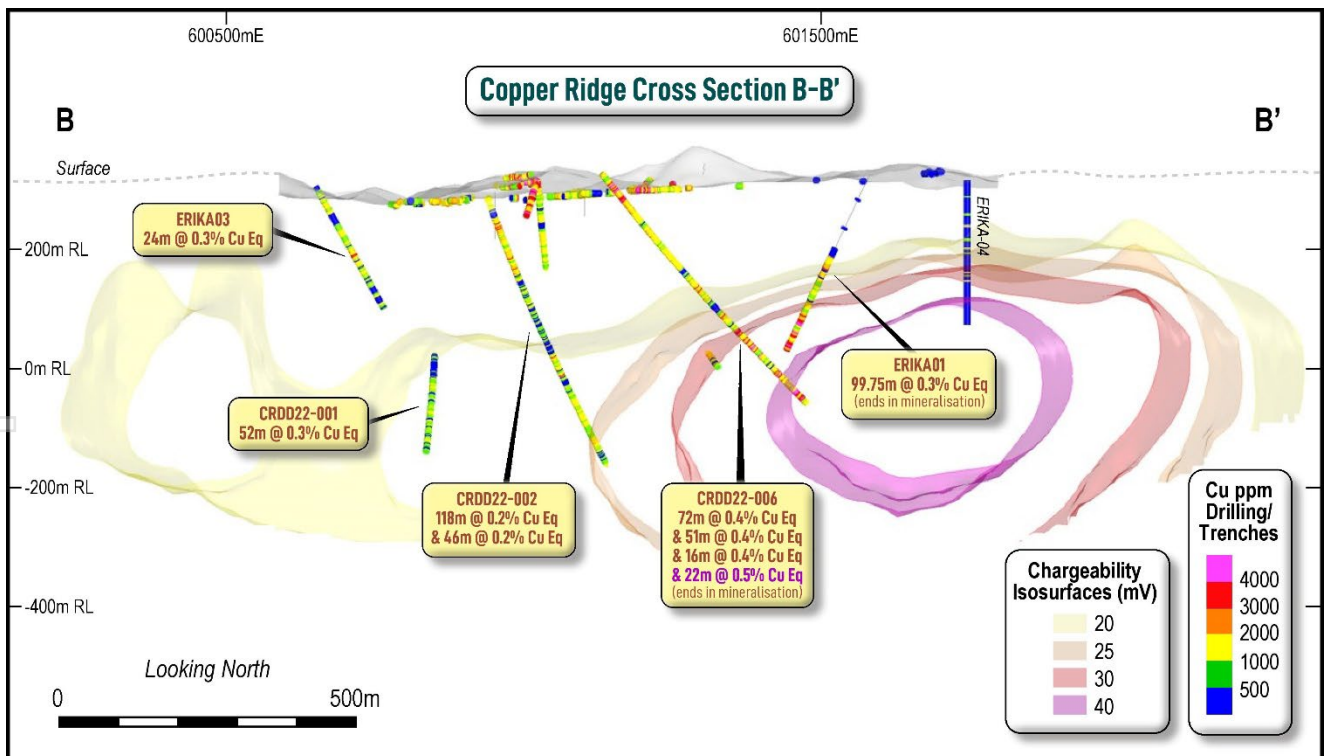 600500mE
601500mE
Copper Ridge Cross Section B-B'
B
B'
Surface
ERIKA-04
ERIKA03
24m @ 0.3% Cu Eq
200m RL
0m RL
-200m RL
-400m RL
ERIKA01
99.75m @ 0.3% Cu Eq
(ends in mineralisation)
CRDD22-001
52m @ 0.3% Cu Eq
CRDD22-002
118m @ 0.2% Cu Eq
& 46m @ 0.2% Cu Eq
CRDD22-006
72m @ 0.4% Cu Eq
& 51m @ 0.4% Cu Eq
& 16m @ 0.4% Cu Eq
& 22m @ 0.5% Cu Eq
(ends in mineralisation)
Looking North
0
500m
Chargeability
Isosurfaces (mV)
20
25
30
40
Cu ppm
Drilling/
Trenches
4000
3000
2000
1000
500